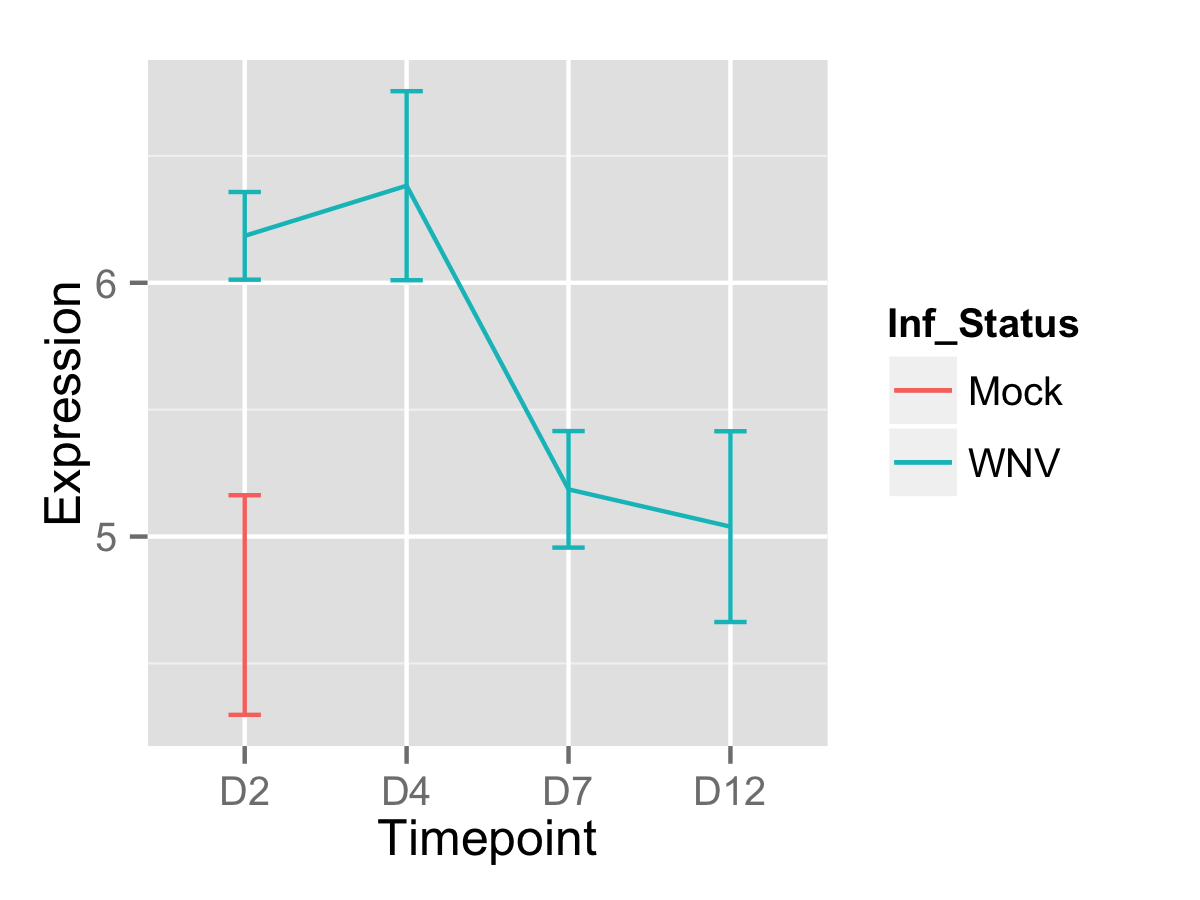 Expression
6
5
D2 D4 D7 D12
Timepoint
Inf_Status
Mock
WNV